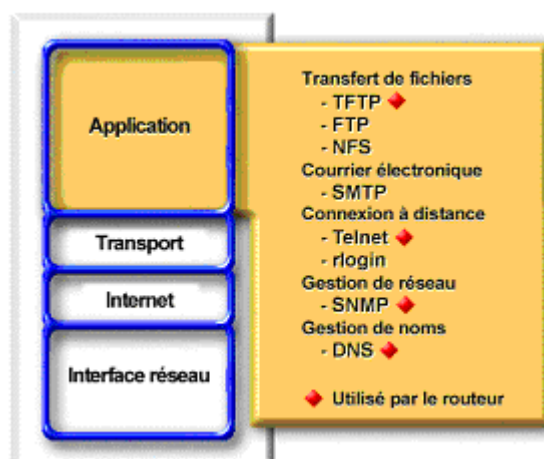 Application
Transport
Internet
Interface réseau
Transfert de fichiers
- TFTP
- FTP
- NFS
Courrier électronique
- SMTP
Connexion à distance
- Telnet
- rlogin
Gestion de réseau
- SNMP
Gestion de noms
- DNS
Utilisé par le routeur